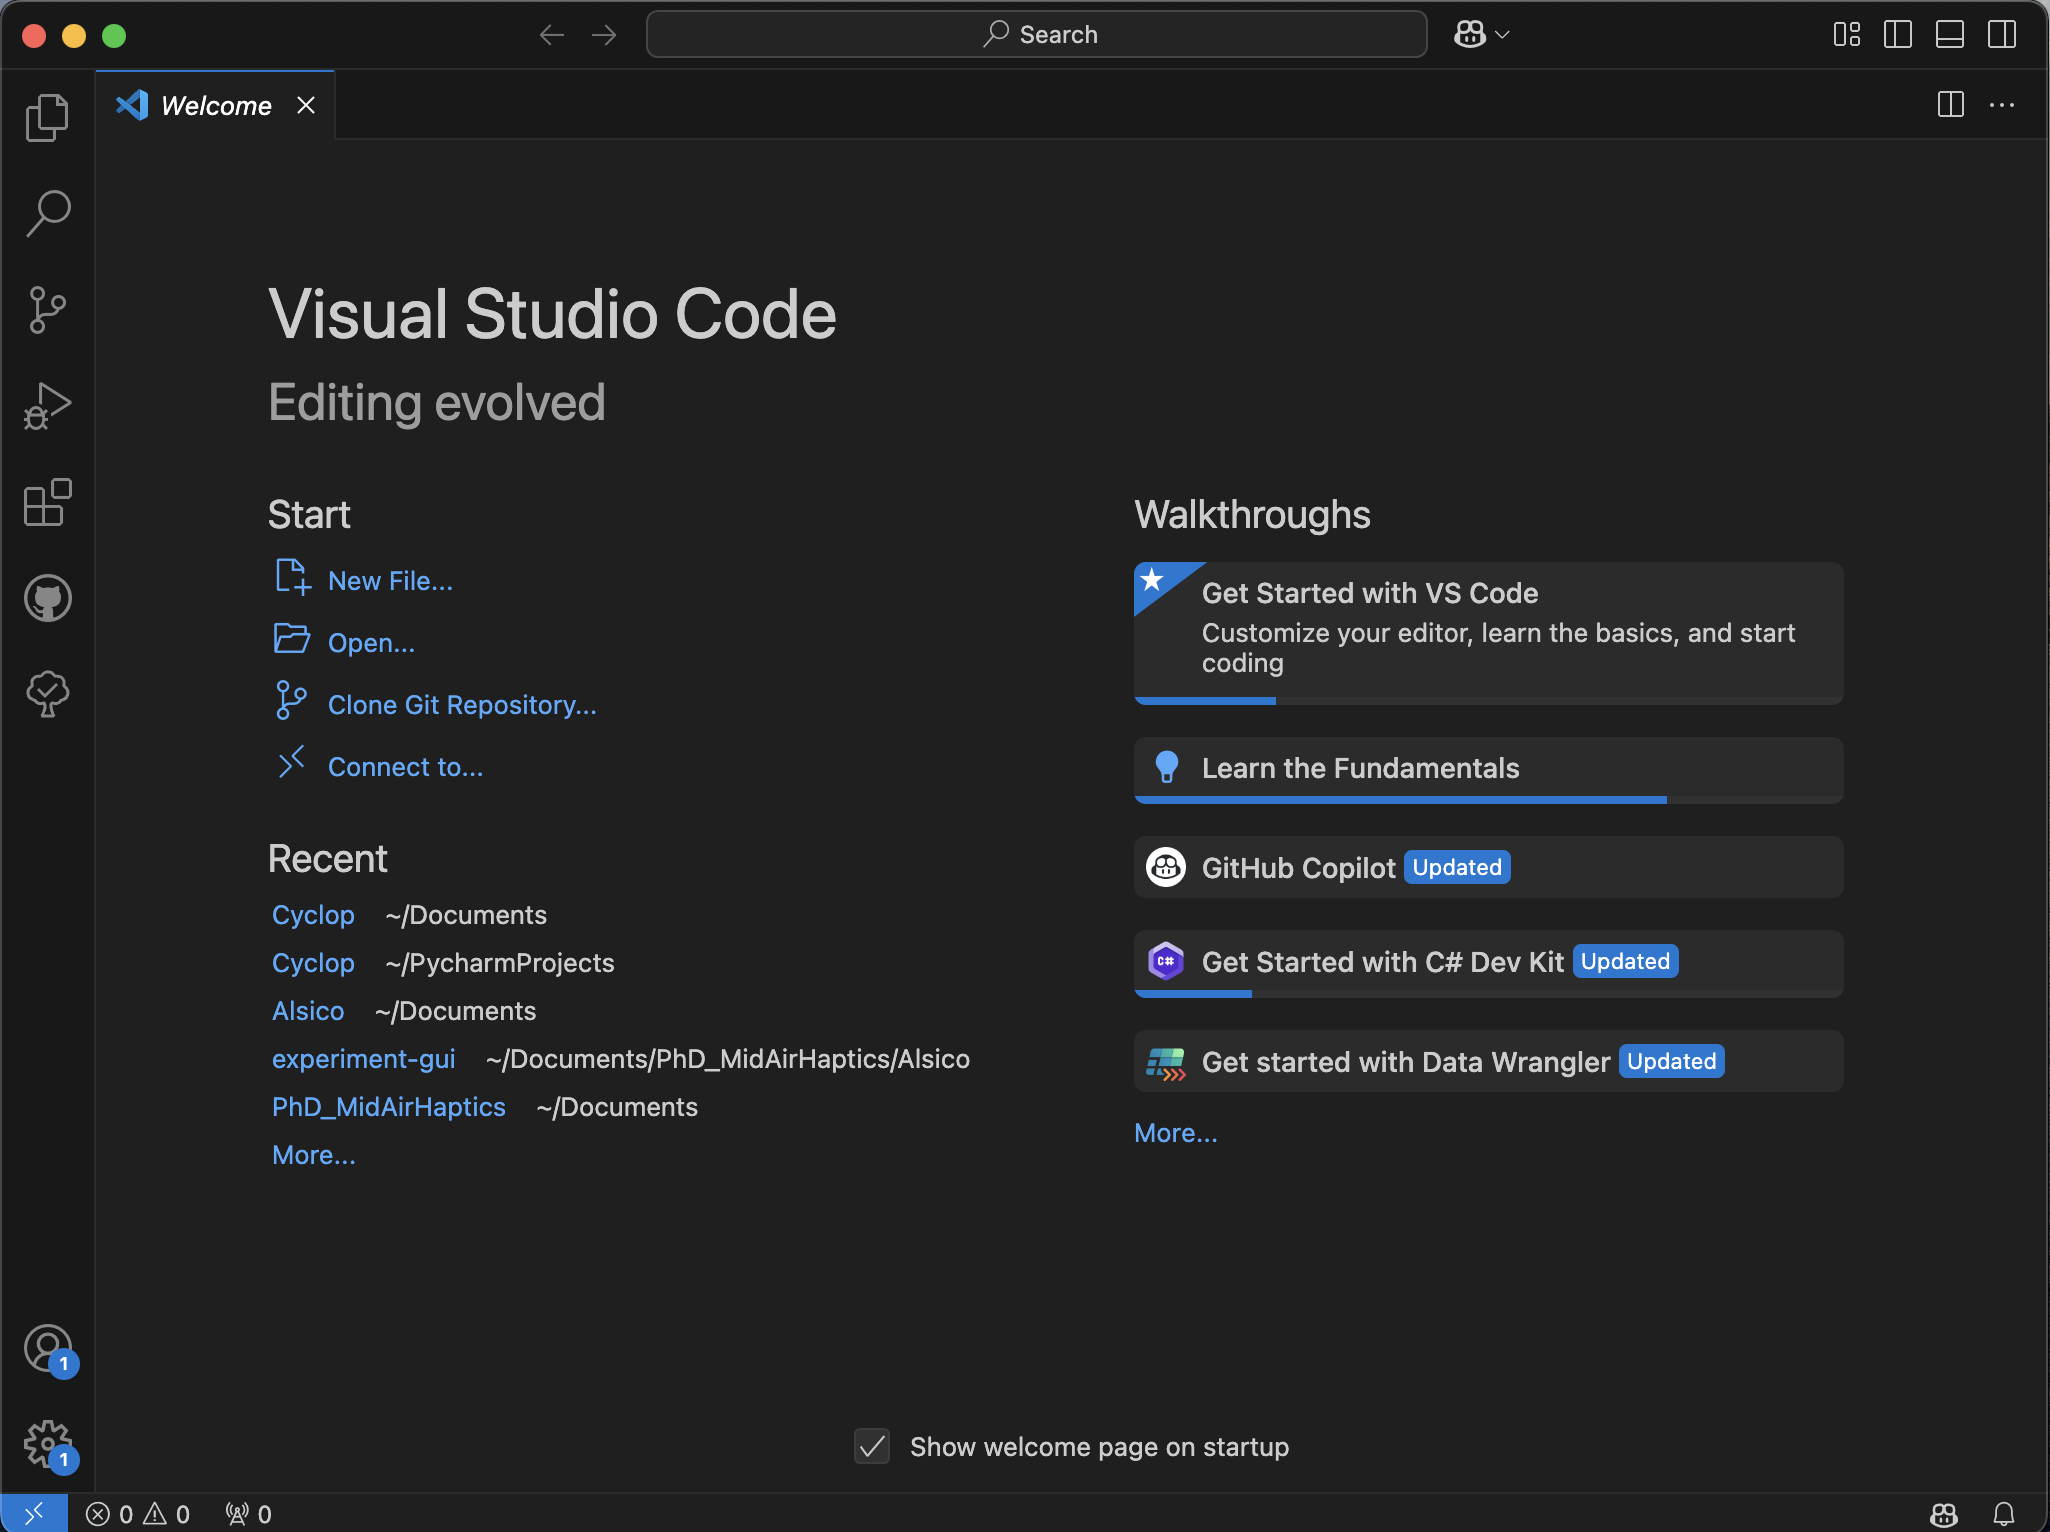 Search
Welcome
Visual Studio Code
Editing evolved
Start
New File...
Open...
Clone Git Repository...
Connect to...
Recent
Cyclop ~/Documents
Cyclop ~/PycharmProjects
Alsico ~/Documents
experiment-gui ~/Documents/PhD_MidAirHaptics/Alsico
PhD_MidAirHaptics ~/Documents
More...
Walkthroughs
Get Started with VS Code
Customize your editor, learn the basics, and start
coding
Learn the Fundamentals
GitHub Copilot Updated
C# Get Started with C# Dev Kit Updated
Get started with Data Wrangler Updated
More...
1
1
Show welcome page on startup
0 0 0